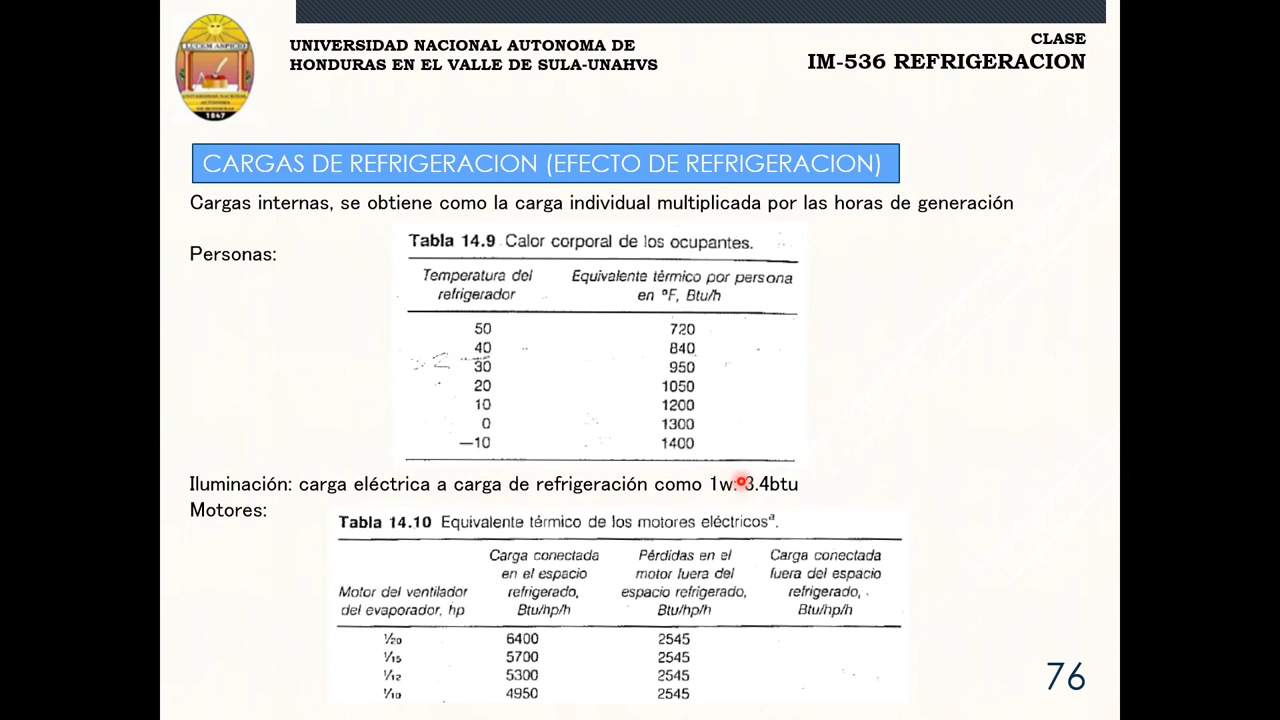 LUCEM ASPICIO
1847
UNIVERSIDAD NACIONAL AUTONOMA DE
HONDURAS EN EL VALLE DE SULA-UNAHVS
CLASE
IM-536 REFRIGERACION
CARGAS DE REFRIGERACION (EFECTO DE REFRIGERACION)
Cargas internas, se obtiene como la carga individual multiplicada por las horas de generación
Personas:
Tabla 14.9 Calor corporal de los ocupantes.
Temperatura del refrigerador
Equivalente térmico por persona en °F, Btu/h
50 720
40 840
30 950
20 1050
10 1200
0 1300
—10 1400
Iluminación: carga eléctrica a carga de refrigeración como 1w: 3.4btu
Motores:
Tabla 14.10 Equivalente térmico de los motores eléctricosª.
Motor del ventilador del evaporador, hp
Carga conectada en el espacio refrigerado, Btu/hp/h
Pérdidas en el motor fuera del espacio refrigerado, Btu/hp/h
Carga conectada fuera del espacio refrigerado, Btu/hp/h
1/20 6400 2545
1/15 5700 2545
1/12 5300 2545
1/10 4950 2545
76